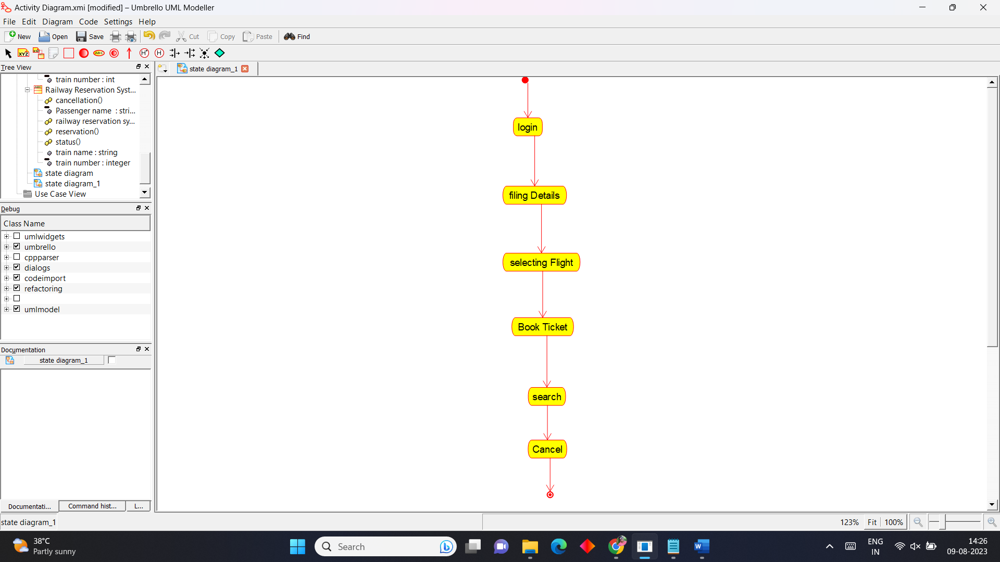 Activity Diagram.xmi [modified] – Umbrello UML Modeller
File Edit Diagram Code Settings Help
New Open Save Cut Copy Paste Find
XYZ XYZ ABC H* H
Tree View
state diagram_1
train number : int
Railway Reservation Syst...
cancellation()
Passenger name : stri...
railway reservation sy...
reservation()
status()
train name : string
train number : integer
state diagram
state diagram_1
Use Case View
Debug
Class Name
umlwidgets
umbrello
cppparser
dialogs
codeimport
refactoring
umlmodel
Documentation
state diagram_1
Documentati... Command hist... L...
login
filing Details
selecting Flight
Book Ticket
search
Cancel
state diagram_1
123% Fit 100%
38°C
Partly sunny
Search
ENG
IN
14:26
09-08-2023